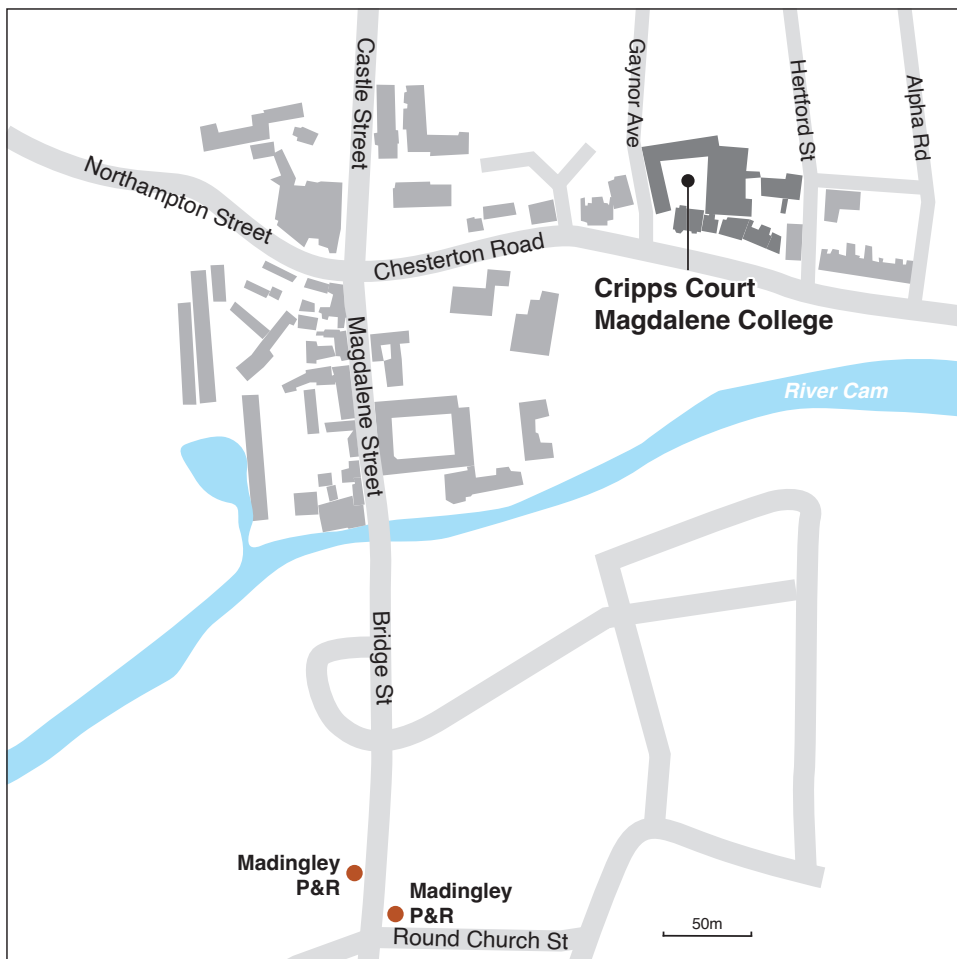 Castle Street
Gaynor Ave
Hertford St
Alpha Rd
Northampton Street
Chesterton Road
Cripps Court
Magdalene College
Magdalene Street
River Cam
Bridge St
Madingley
P&R
Madingley
P&R
50m
Round Church St